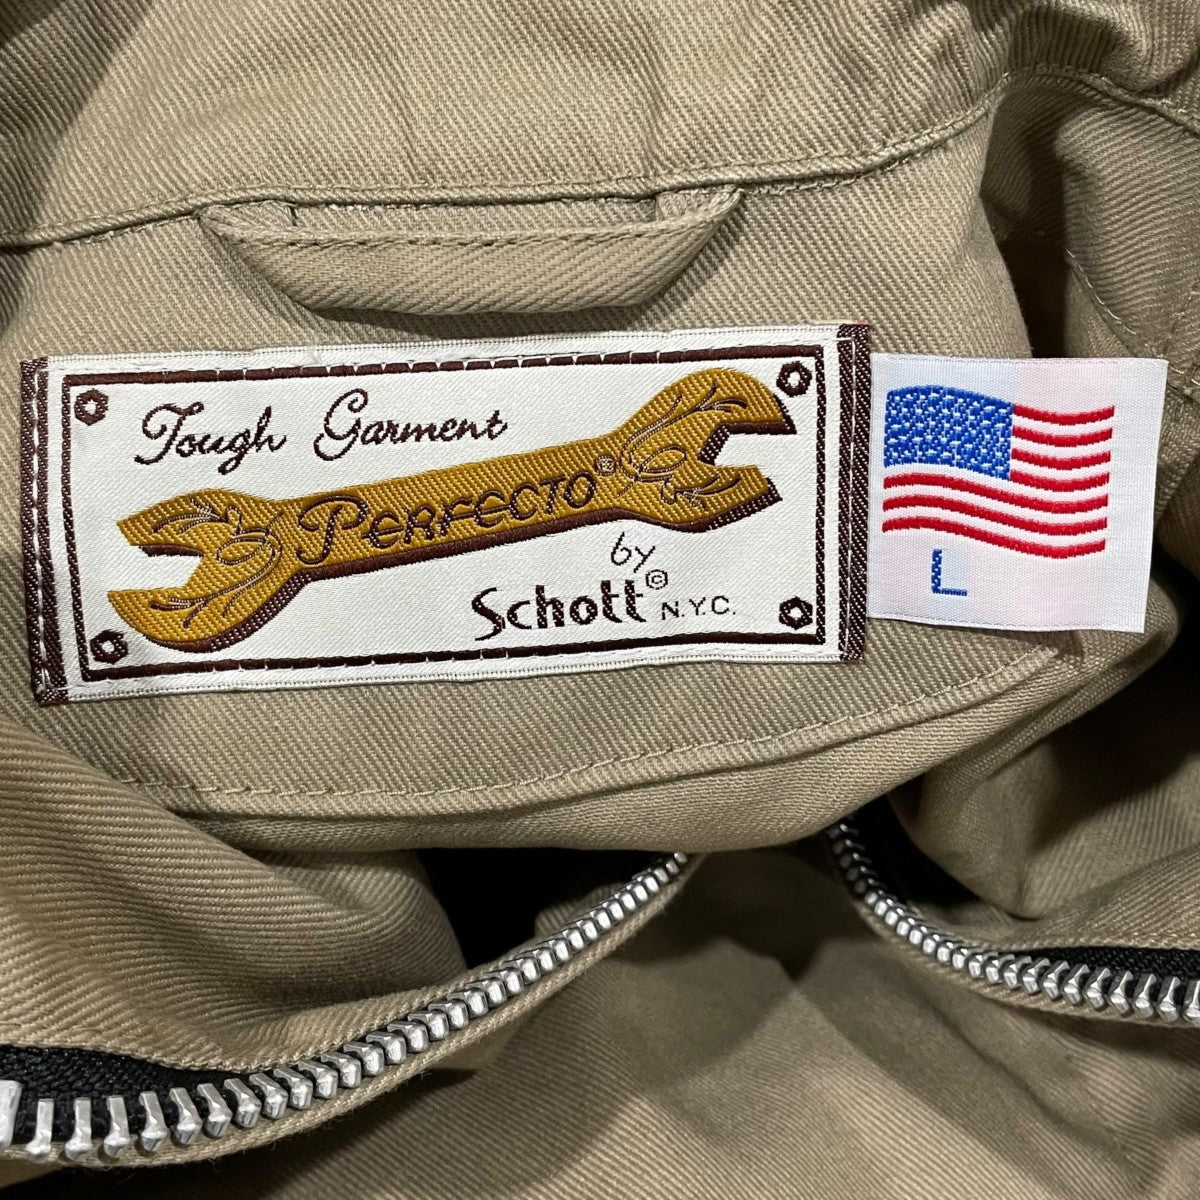 Tough Garment
PERFECTO®
by
Schott© N.Y.C.
L